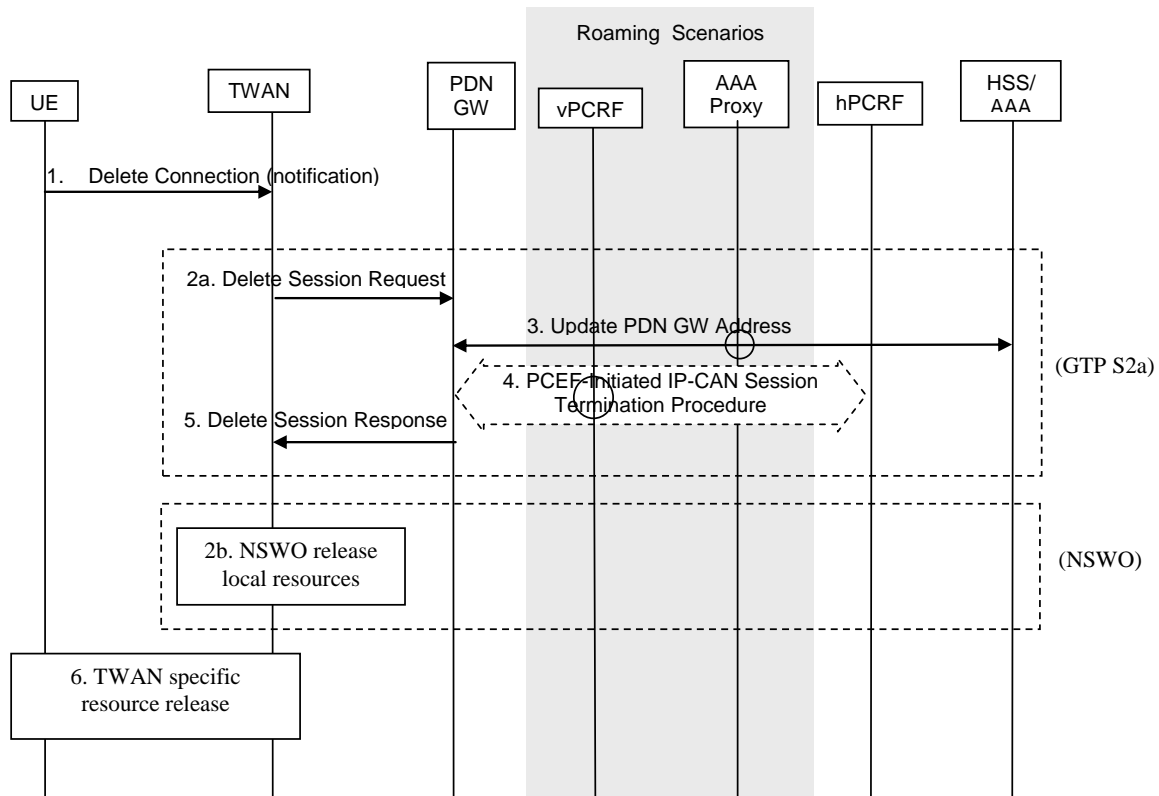 Roaming Scenarios
UE
TWAN
PDN
GW
vPCRF
AAA
Proxy
hPCRF
HSS/
AAA
1. Delete Connection (notification)
2a. Delete Session Request
3. Update PDN GW Address
(GTP S2a)
4. PCEF-Initiated IP-CAN Session
Termination Procedure
5. Delete Session Response
2b. NSWO release
local resources
(NSWO)
6. TWAN specific
resource release